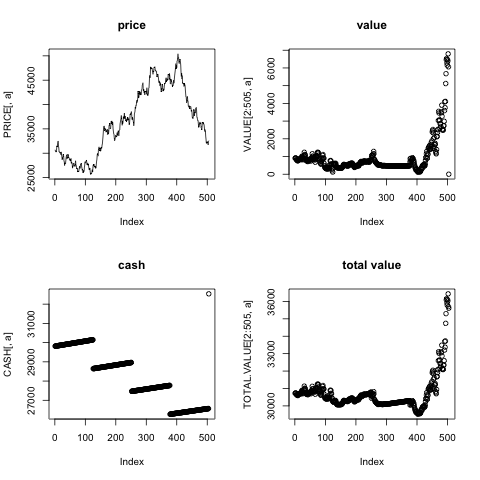 price
PRICE[, a]
25000 35000 45000
0 100 200 300 400 500
Index
value
VALUE[2:505, a]
0 2000 4000 6000
0 100 200 300 400 500
Index
cash
CASH[, a]
27000 29000 31000
0 100 200 300 400 500
Index
total value
TOTAL.VALUE[2:505, a]
30000 33000 36000
0 100 200 300 400 500
Index